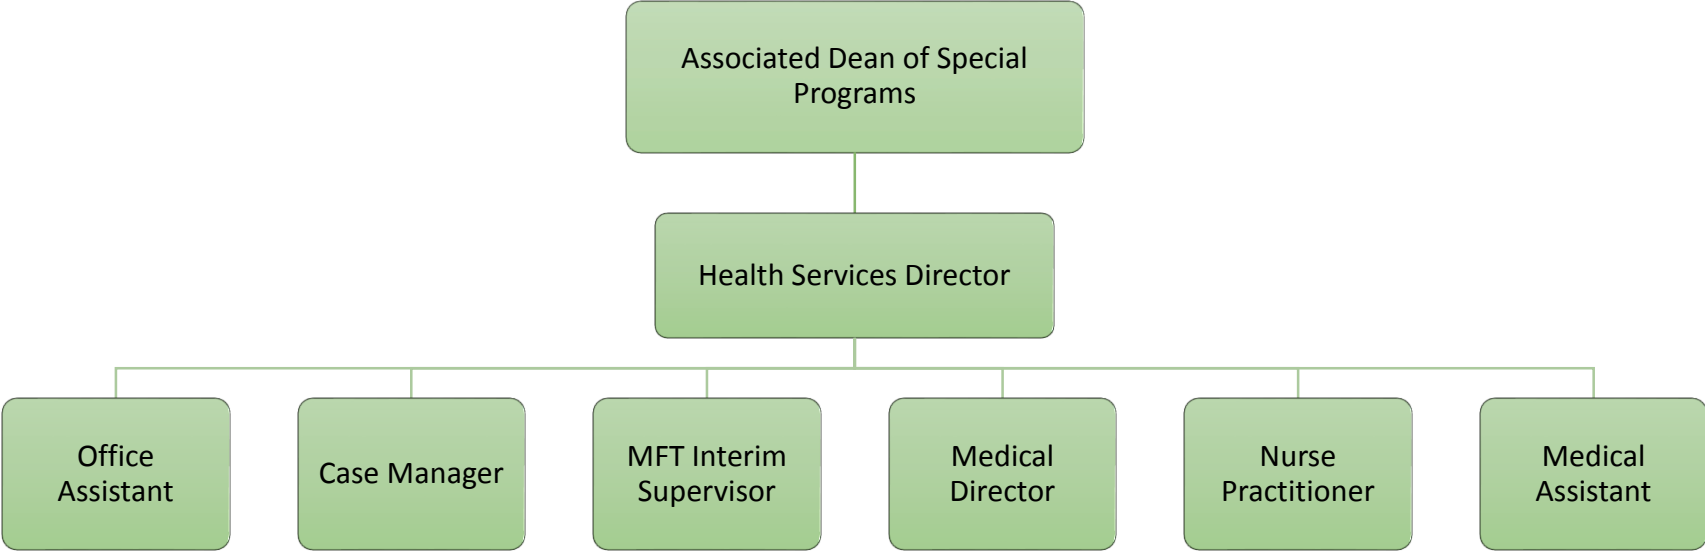 Associated Dean of Special
Programs
Health Services Director
Office
Assistant
Case Manager
MFT Interim
Supervisor
Medical
Director
Nurse
Practitioner
Medical
Assistant